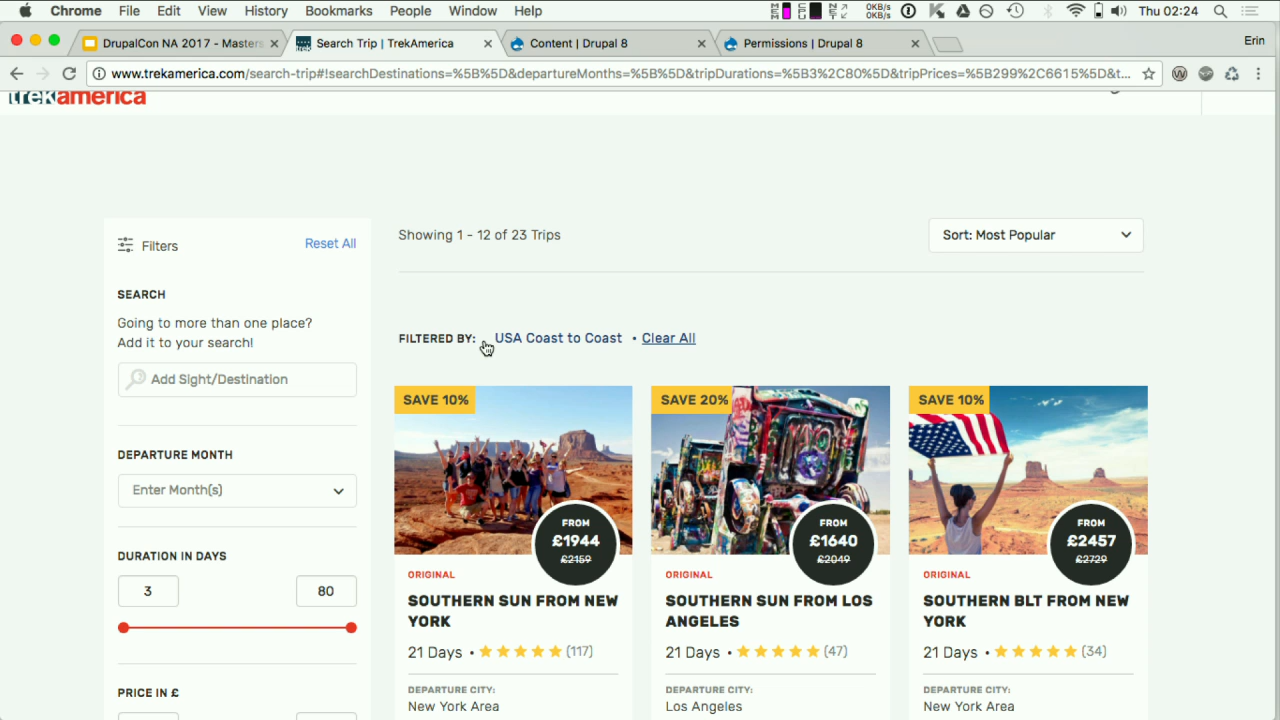 Chrome File Edit View History Bookmarks People Window Help 0KB/s 0KB/s Thu 02:24
DrupalCon NA 2017 - Masters Search Trip | TrekAmerica Content | Drupal 8 Permissions | Drupal 8 Erin
www.trekamerica.com/search-trip#!searchDestinations=%5B%5D&departureMonths=%5B%5D&tripDurations=%5B3%2C80%5D&tripPrices=%5B299%2C6615%5D&t...
trekamerica
Filters Reset All
SEARCH
Going to more than one place?
Add it to your search!
Add Sight/Destination
DEPARTURE MONTH
Enter Month(s)
DURATION IN DAYS
3 80
PRICE IN £
Showing 1 - 12 of 23 Trips
Sort: Most Popular
FILTERED BY: USA Coast to Coast • Clear All
SAVE 10%
FROM
£1944
£2159
ORIGINAL
SOUTHERN SUN FROM NEW
YORK
21 Days • (117)
DEPARTURE CITY:
New York Area
SAVE 20%
FROM
£1640
£2049
ORIGINAL
SOUTHERN SUN FROM LOS
ANGELES
21 Days • (47)
DEPARTURE CITY:
Los Angeles
SAVE 10%
FROM
£2457
£2729
ORIGINAL
SOUTHERN BLT FROM NEW
YORK
21 Days • (34)
DEPARTURE CITY:
New York Area